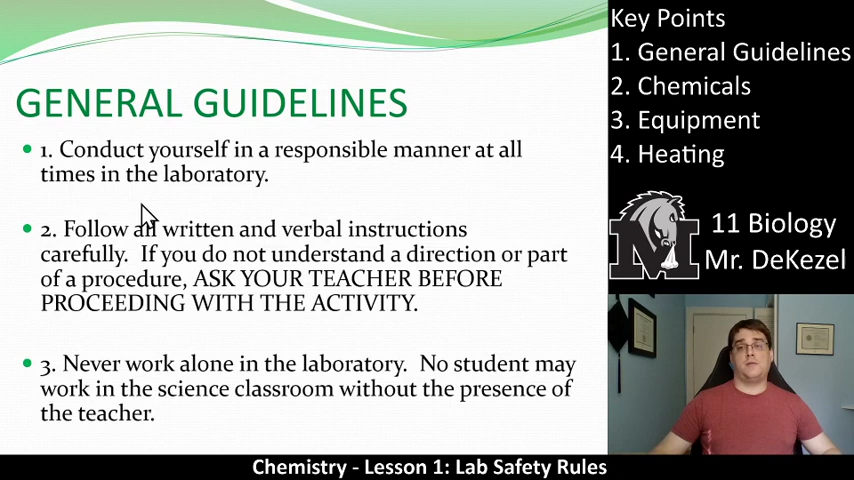 GENERAL GUIDELINES
1. Conduct yourself in a responsible manner at all
times in the laboratory.
2. Follow all written and verbal instructions
carefully.  If you do not understand a direction or part
of a procedure, ASK YOUR TEACHER BEFORE
PROCEEDING WITH THE ACTIVITY.
3. Never work alone in the laboratory.  No student may
work in the science classroom without the presence of
the teacher.
Key Points
1. General Guidelines
2. Chemicals
3. Equipment
4. Heating
M
11 Biology
Mr. DeKezel
Chemistry - Lesson 1: Lab Safety Rules